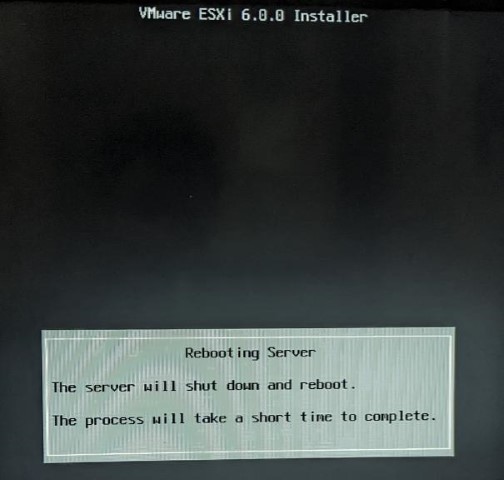 VMware ESXi 6.0.0 Installer
Rebooting Server
The server will shut down and reboot.
The process will take a short time to complete.